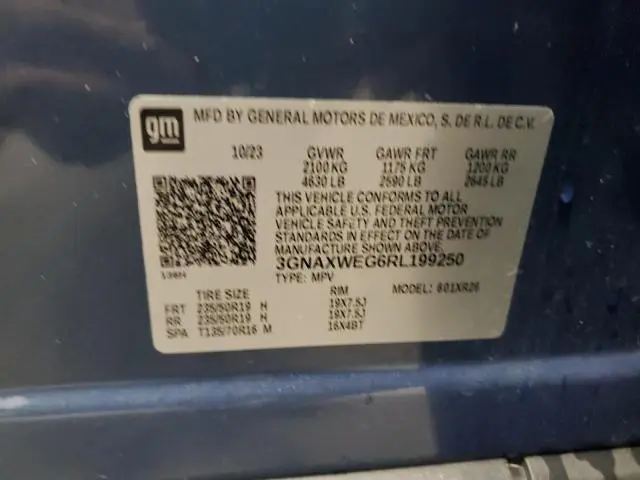 gm
MFD BY GENERAL MOTORS DE MEXICO, S. DE R.L. DE C.V.
10/23 GVWR GAWR FRT GAWR RR
2100 KG 1175 KG 1200 KG
4630 LB 2590 LB 2645 LB
THIS VEHICLE CONFORMS TO ALL
APPLICABLE U.S. FEDERAL MOTOR
VEHICLE SAFETY AND THEFT PREVENTION
STANDARDS IN EFFECT ON THE DATE OF
MANUFACTURE SHOWN ABOVE.
3GNAXWEG6RL199250
TYPE: MPV MODEL: 601XR26
TIRE SIZE RIM
FRT 235/50R19 H 19X7.5J
RR 235/50R19 H 19X7.5J
SPA T135/70R16 M 16X4BT